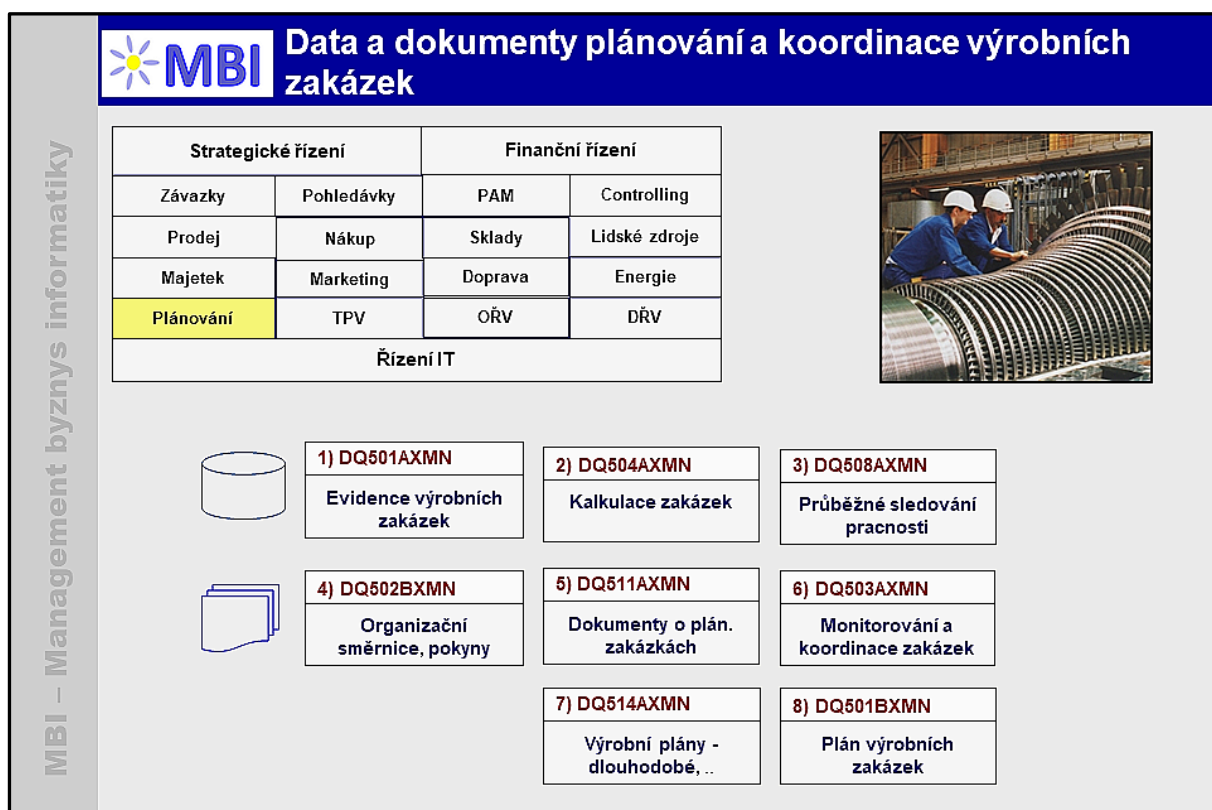 MBI
Data a dokumenty plánování a koordinace výrobních
zakázek
MBI – Management byznys informatiky
Strategické řízení
Finanční řízení
Závazky
Pohledávky
PAM
Controlling
Prodej
Nákup
Sklady
Lidské zdroje
Majetek
Marketing
Doprava
Energie
Plánování
TPV
OŘV
DŘV
Řízení IT
1) DQ501AXMN
Evidence výrobních
zakázek
2) DQ504AXMN
Kalkulace zakázek
3) DQ508AXMN
Průběžné sledování
pracnosti
4) DQ502BXMN
Organizační
směrnice, pokyny
5) DQ511AXMN
Dokumenty o plán.
zakázkách
6) DQ503AXMN
Monitorování a
koordinace zakázek
7) DQ514AXMN
Výrobní plány -
dlouhodobé, ..
8) DQ501BXMN
Plán výrobních
zakázek